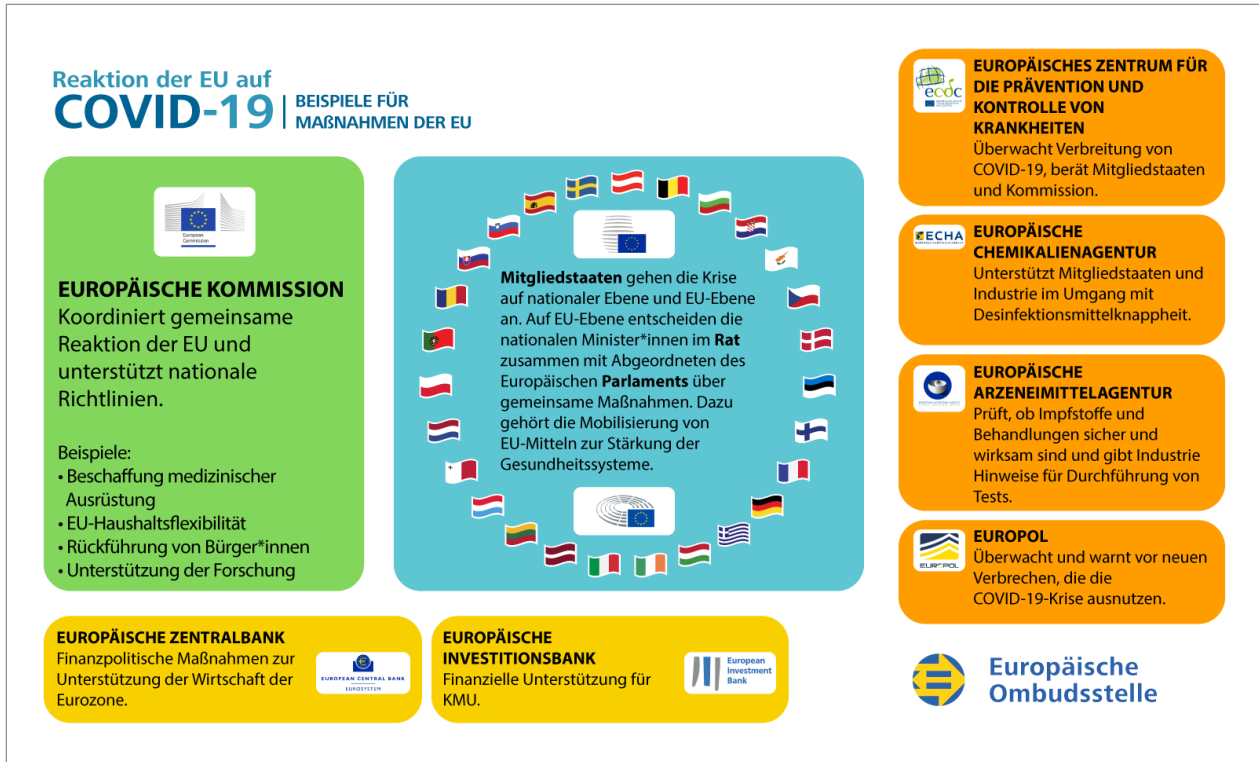 Reaktion der EU auf
COVID-19
BEISPIELE FÜR
MAßNAHMEN DER EU
European
Commission
EUROPÄISCHE KOMMISSION
Koordiniert gemeinsame
Reaktion der EU und
unterstützt nationale
Richtlinien.
Beispiele:
• Beschaffung medizinischer
Ausrüstung
• EU-Haushaltsflexibilität
• Rückführung von Bürger*innen
• Unterstützung der Forschung
Mitgliedstaaten gehen die Krise
auf nationaler Ebene und EU-Ebene
an. Auf EU-Ebene entscheiden die
nationalen Minister*innen im Rat
zusammen mit Abgeordneten des
Europäischen Parlaments über
gemeinsame Maßnahmen. Dazu
gehört die Mobilisierung von
EU-Mitteln zur Stärkung der
Gesundheitssysteme.
EUROPÄISCHE ZENTRALBANK
Finanzpolitische Maßnahmen zur
Unterstützung der Wirtschaft der
Eurozone.
EUROPEAN CENTRAL BANK
EUROSYSTEM
EUROPÄISCHE
INVESTITIONSBANK
Finanzielle Unterstützung für
KMU.
European
Investment
Bank
ecdc
EUROPÄISCHES ZENTRUM FÜR
DIE PRÄVENTION UND
KONTROLLE VON
KRANKHEITEN
Überwacht Verbreitung von
COVID-19, berät Mitgliedstaaten
und Kommission.
ECHA
EUROPÄISCHE
CHEMIKALIENAGENTUR
Unterstützt Mitgliedstaaten und
Industrie im Umgang mit
Desinfektionsmittelknappheit.
EUROPÄISCHE
ARZENEIMITTELAGENTUR
Prüft, ob Impfstoffe und
Behandlungen sicher und
wirksam sind und gibt Industrie
Hinweise für Durchführung von
Tests.
EUROPOL
EUROPOL
Überwacht und warnt vor neuen
Verbrechen, die die
COVID-19-Krise ausnutzen.
Europäische
Ombudsstelle